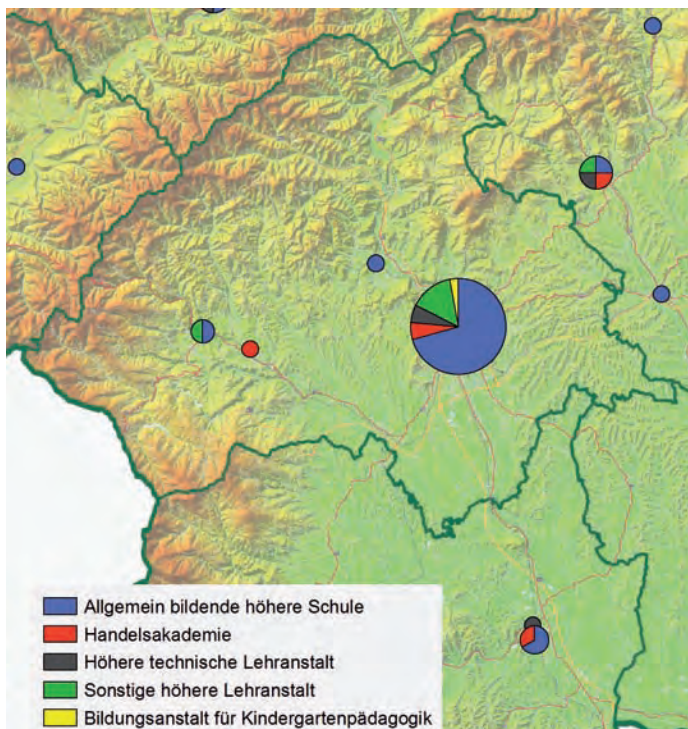 Allgemein bildende höhere Schule
Handelsakademie
Höhere technische Lehranstalt
Sonstige höhere Lehranstalt
Bildungsanstalt für Kindergartenpädagogik